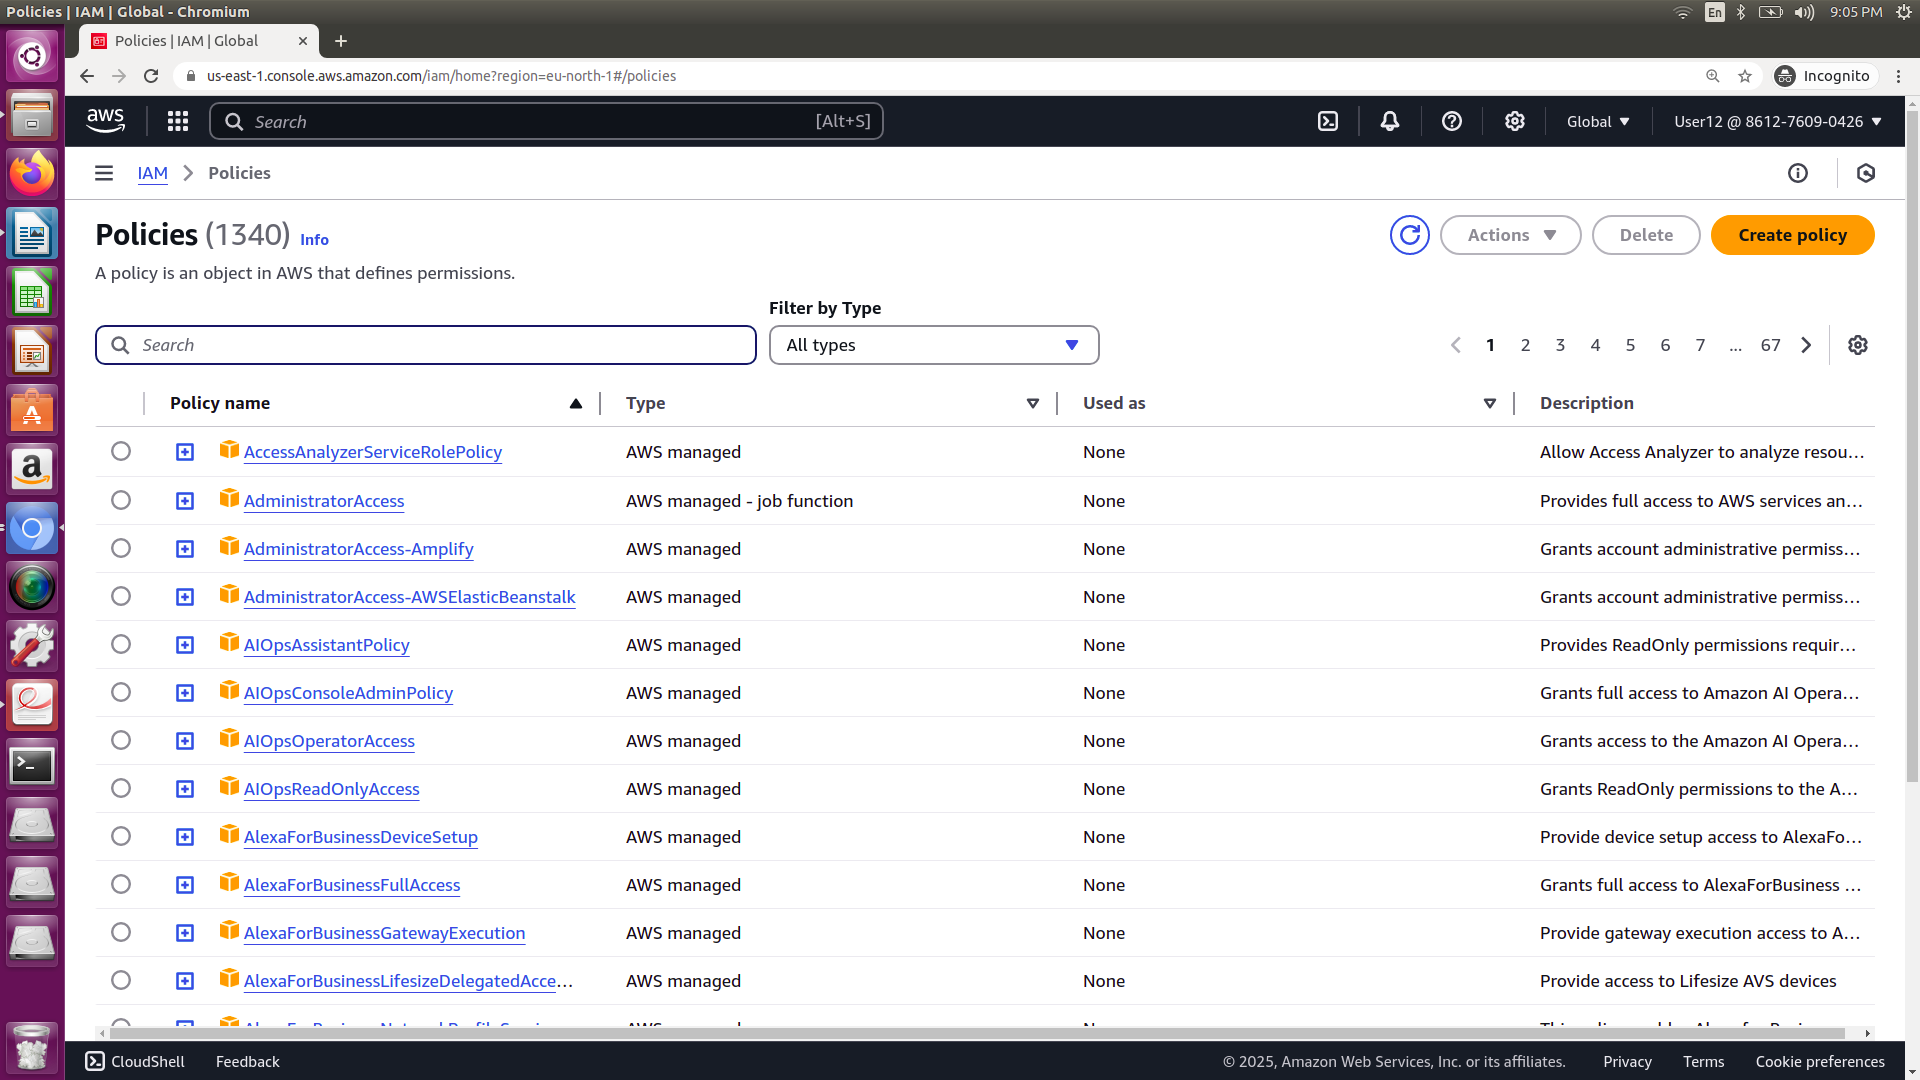 Policies | IAM | Global - Chromium
En
9:05 PM
Policies | IAM | Global
us-east-1.console.aws.amazon.com/iam/home?region=eu-north-1#/policies
Incognito
aws
Search
[Alt+S]
Global
User12 @ 8612-7609-0426
IAM
Policies
Policies (1340) Info
Actions
Delete
Create policy
A policy is an object in AWS that defines permissions.
Filter by Type
Search
All types
1 2 3 4 5 6 7 ... 67
Policy name Type Used as Description
AccessAnalyzerServiceRolePolicy AWS managed None Allow Access Analyzer to analyze resou…
AdministratorAccess AWS managed - job function None Provides full access to AWS services an…
AdministratorAccess-Amplify AWS managed None Grants account administrative permiss…
AdministratorAccess-AWSElasticBeanstalk AWS managed None Grants account administrative permiss…
AIOpsAssistantPolicy AWS managed None Provides ReadOnly permissions requir…
AIOpsConsoleAdminPolicy AWS managed None Grants full access to Amazon AI Opera…
AIOpsOperatorAccess AWS managed None Grants access to the Amazon AI Opera…
AIOpsReadOnlyAccess AWS managed None Grants ReadOnly permissions to the A…
AlexaForBusinessDeviceSetup AWS managed None Provide device setup access to AlexaFo…
AlexaForBusinessFullAccess AWS managed None Grants full access to AlexaForBusiness …
AlexaForBusinessGatewayExecution AWS managed None Provide gateway execution access to A…
AlexaForBusinessLifesizeDelegatedAcce… AWS managed None Provide access to Lifesize AVS devices
CloudShell
Feedback
© 2025, Amazon Web Services, Inc. or its affiliates.
Privacy
Terms
Cookie preferences